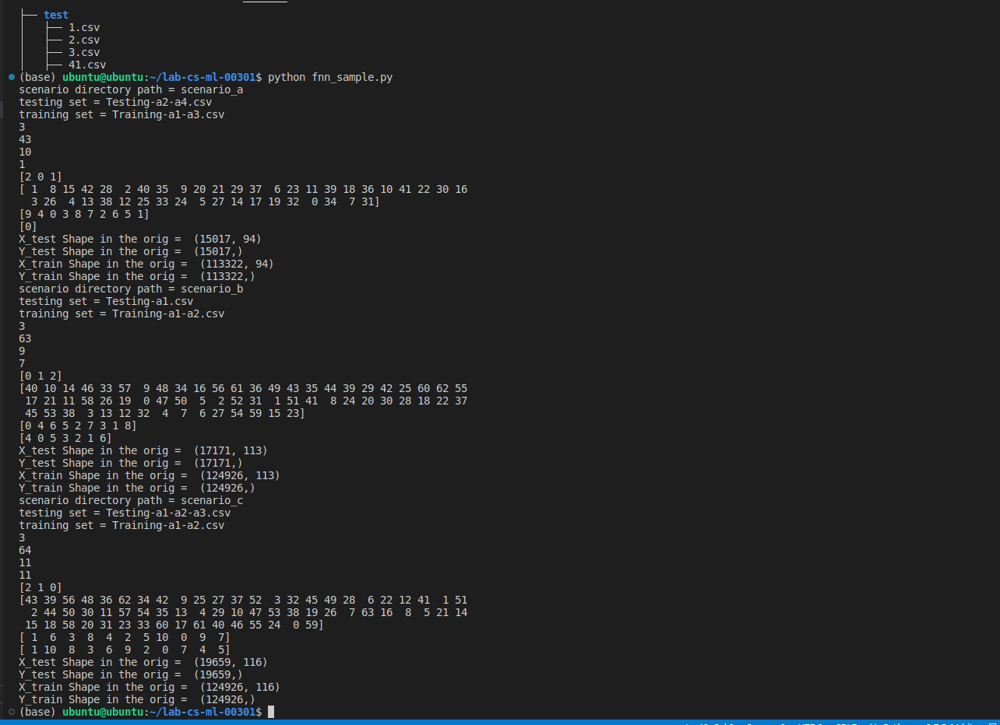 test
1.csv
2.csv
3.csv
41.csv
(base) ubuntu@ubuntu:~/lab-cs-ml-00301$ python fnn_sample.py
scenario directory path = scenario_a
testing set = Testing-a2-a4.csv
training set = Training-a1-a3.csv
3
43
10
1
[2 0 1]
[ 1  8 15 42 28  2 40 35  9 20 21 29 37  6 23 11 39 18 36 10 41 22 30 16
  3 26  4 13 38 12 25 33 24  5 27 14 17 19 32  0 34  7 31]
[9 4 0 3 8 7 2 6 5 1]
[0]
X_test Shape in the orig =  (15017, 94)
Y_test Shape in the orig =  (15017,)
X_train Shape in the orig =  (113322, 94)
Y_train Shape in the orig =  (113322,)
scenario directory path = scenario_b
testing set = Testing-a1.csv
training set = Training-a1-a2.csv
3
63
9
7
[0 1 2]
[40 10 14 46 33 57  9 48 34 16 56 61 36 49 43 35 44 39 29 42 25 60 62 55
 17 21 11 58 26 19  0 47 50  5  2 52 31  1 51 41  8 24 20 30 28 18 22 37
 45 53 38  3 13 12 32  4  7  6 27 54 59 15 23]
[0 4 6 5 2 7 3 1 8]
[4 0 5 3 2 1 6]
X_test Shape in the orig =  (17171, 113)
Y_test Shape in the orig =  (17171,)
X_train Shape in the orig =  (124926, 113)
Y_train Shape in the orig =  (124926,)
scenario directory path = scenario_c
testing set = Testing-a1-a2-a3.csv
training set = Training-a1-a2.csv
3
64
11
11
[2 1 0]
[43 39 56 48 36 62 34 42  9 25 27 37 52  3 32 45 49 28  6 22 12 41  1 51
  2 44 50 30 11 57 54 35 13  4 29 10 47 53 38 19 26  7 63 16  8  5 21 14
 15 18 58 20 31 23 33 60 17 61 40 46 55 24  0 59]
[ 1  6  3  8  4  2  5 10  0  9  7]
[ 1 10  8  3  6  9  2  0  7  4  5]
X_test Shape in the orig =  (19659, 116)
Y_test Shape in the orig =  (19659,)
X_train Shape in the orig =  (124926, 116)
Y_train Shape in the orig =  (124926,)
(base) ubuntu@ubuntu:~/lab-cs-ml-00301$